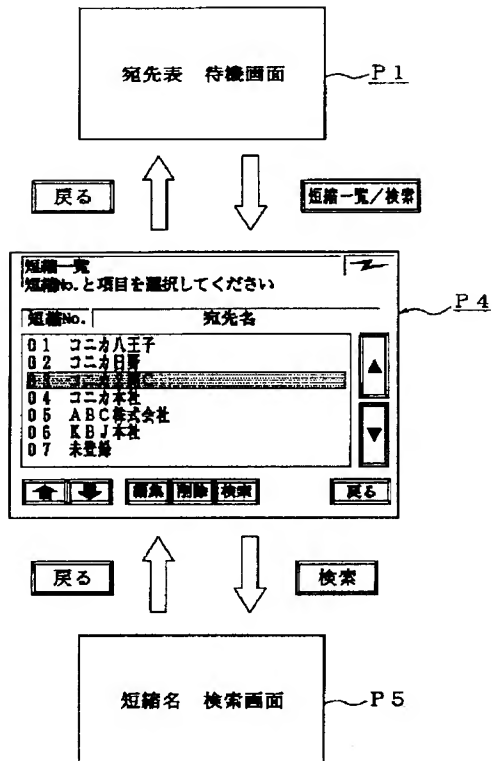 宛先表 待機画面
P1
戻る
短縮一覧/検索
短縮一覧
短縮No.と項目を選択してください
P4
短縮No. 宛先名
01 コニカ八王子
02 コニカ日野
03 コニカ
04 コニカ本社
05 ABC株式会社
06 KBJ本社
07 未登録
編集 削除 検索 戻る
戻る
検索
短縮名 検索画面
P5